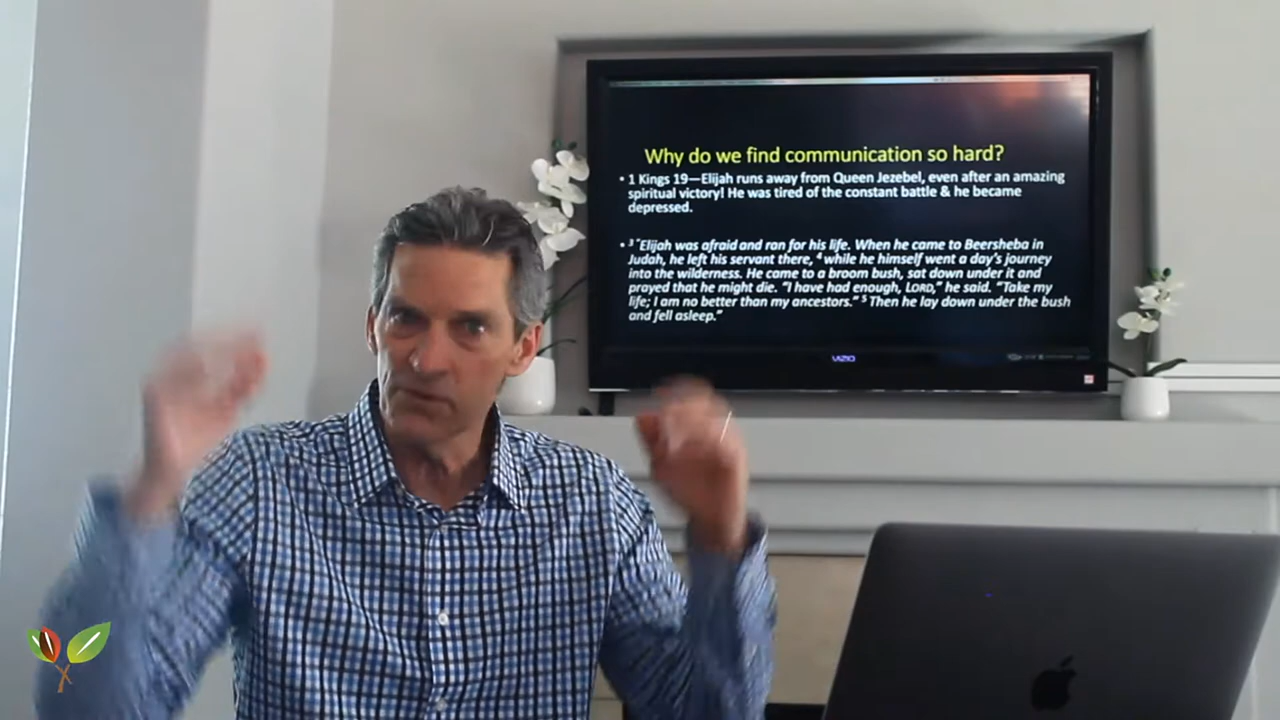 Why do we find communication so hard?
• 1 Kings 19—Elijah runs away from Queen Jezebel, even after an amazing
spiritual victory! He was tired of the constant battle & he became
depressed.
• ³ "Elijah was afraid and ran for his life. When he came to Beersheba in
Judah, he left his servant there, ⁴ while he himself went a day's journey
into the wilderness. He came to a broom bush, sat down under it and
prayed that he might die. "I have had enough, LORD," he said. "Take my
life; I am no better than my ancestors." ⁵ Then he lay down under the bush
and fell asleep."
VIZIO